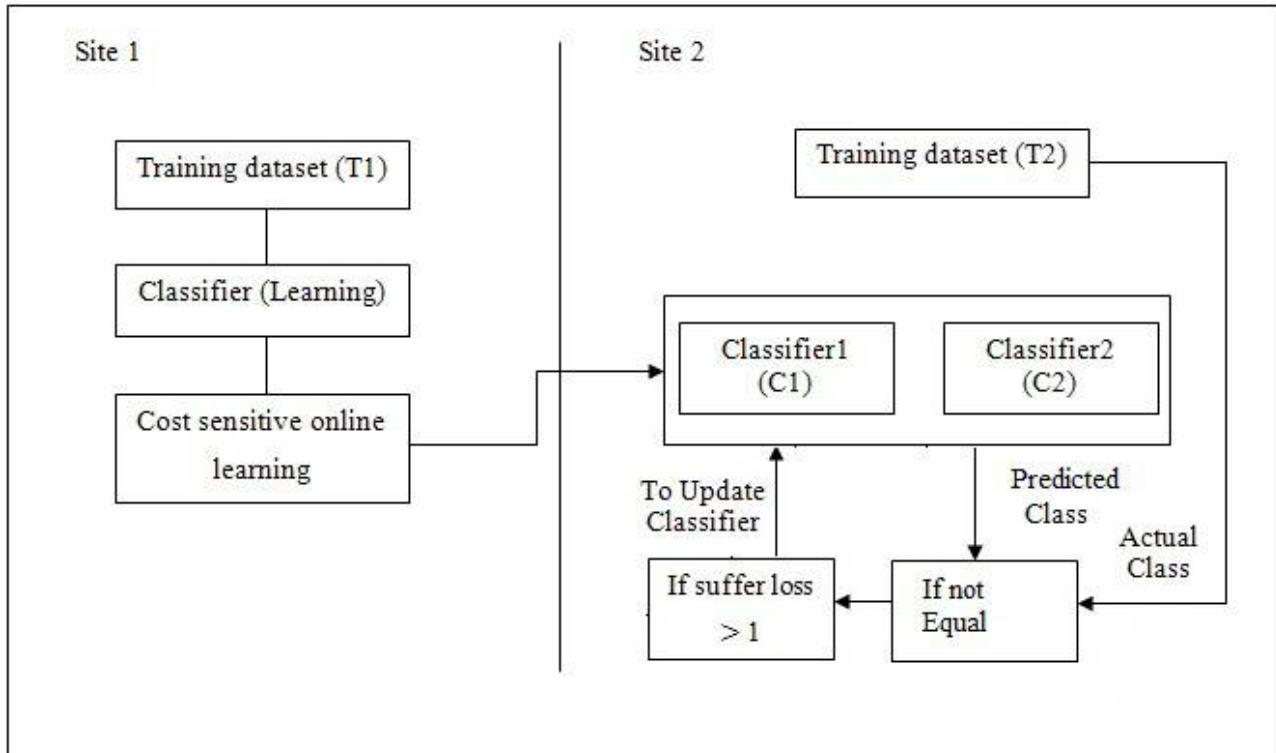 Site 1
Training dataset (T1)
Classifier (Learning)
Cost sensitive online
learning
Site 2
Training dataset (T2)
Classifier1
(C1)
Classifier2
(C2)
To Update
Classifier
Predicted
Class
Actual
Class
If suffer loss
> 1
If not
Equal